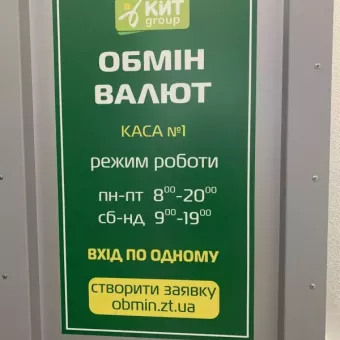 КИТ
group
ОБМІН
ВАЛЮТ
КАСА №1
режим роботи
пн-пт 8⁰⁰-20⁰⁰
сб-нд 9⁰⁰-19⁰⁰
ВХІД ПО ОДНОМУ
створити заявку
obmin.zt.ua